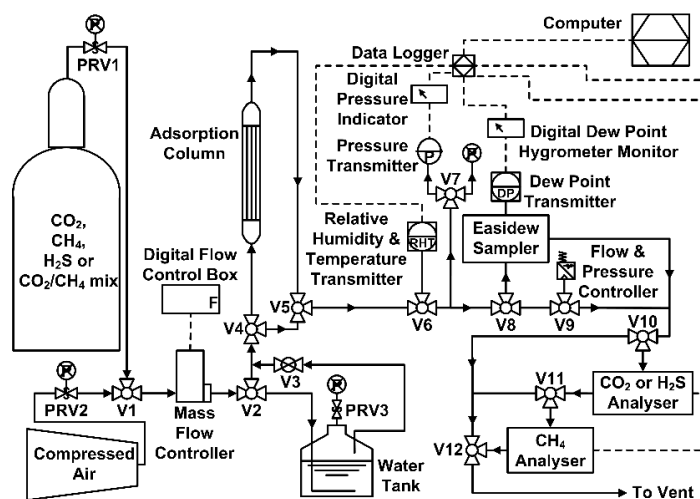 Computer
Data Logger
PRV1
Digital
Pressure
Indicator
Adsorption
Column
Digital Dew Point
Hygrometer Monitor
Pressure
Transmitter
P
V7
Dew Point
Transmitter
DP
CO₂,
CH₄,
H₂S or
CO₂/CH₄ mix
Relative
Humidity &
Temperature
Transmitter
RHT
Easidew
Sampler
Flow &
Pressure
Controller
Digital Flow
Control Box
F
V5
V4
V6
V8
V9
V10
V3
V11
CO₂ or H₂S
Analyser
PRV2
V1
Mass
Flow
Controller
V2
PRV3
V12
CH₄
Analyser
Compressed
Air
Water
Tank
To Vent